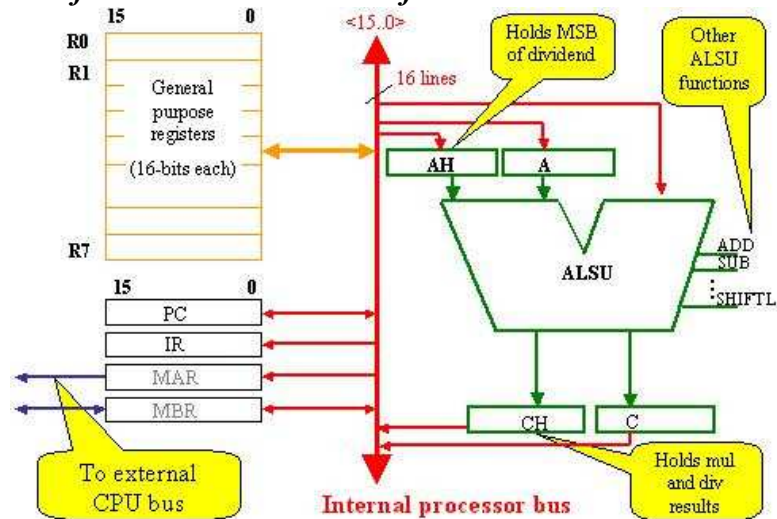 15 0
R0
R1
General
purpose
registers
(16-bits each)
R7
15 0
PC
IR
MAR
MBR
To external
CPU bus
<15..0>
16 lines
Holds MSB
of dividend
Other
ALSU
functions
AH A
ALSU
ADD
SUB
SHIFTL
CH C
Holds mul
and div
results
Internal processor bus